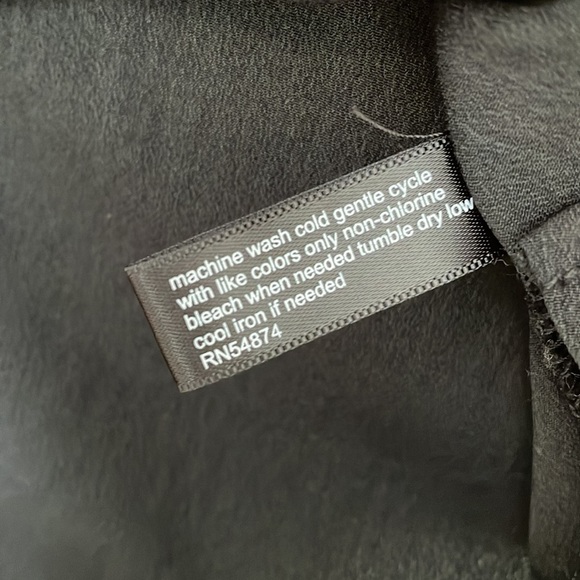 machine wash cold gentle cycle
with like colors only non-chlorine
bleach when needed tumble dry low
cool iron if needed
RN54874